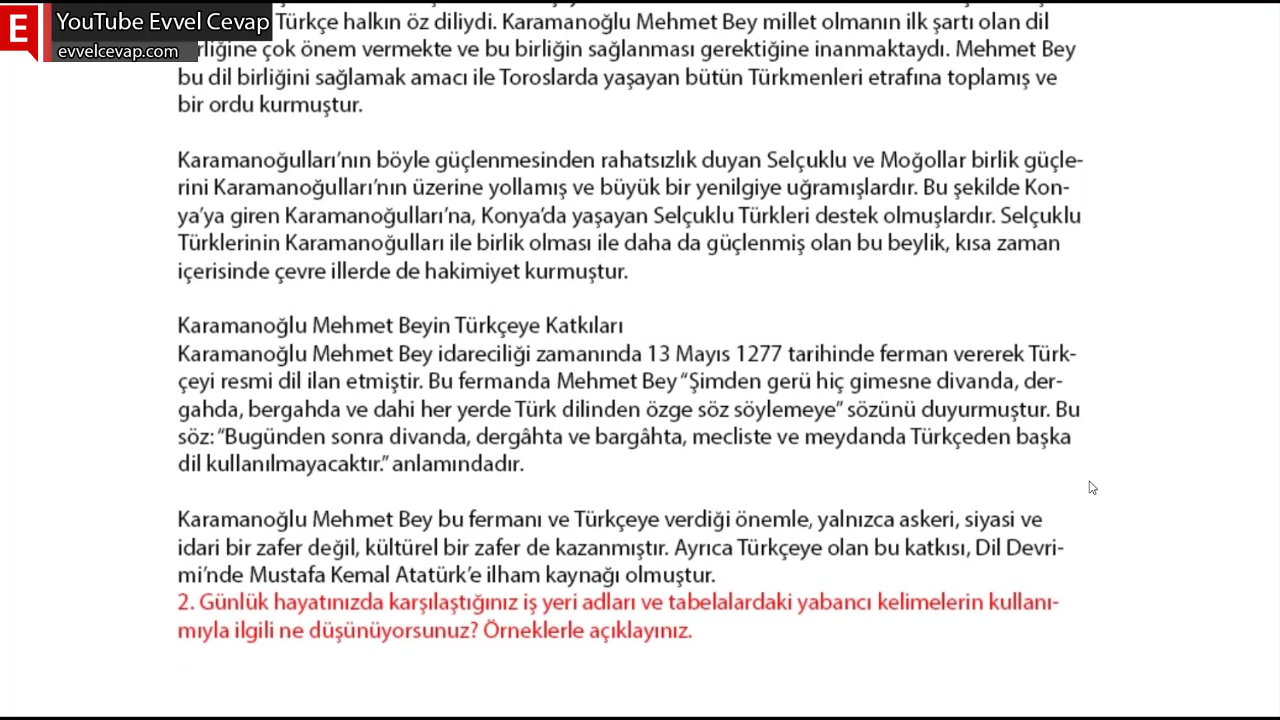 YouTube Evvel Cevap
evvelcevap.com
Türkçe halkın öz diliydi. Karamanoğlu Mehmet Bey millet olmanın ilk şartı olan dil
birliğine çok önem vermekte ve bu birliğin sağlanması gerektiğine inanmaktaydı. Mehmet Bey
bu dil birliğini sağlamak amacı ile Toroslarda yaşayan bütün Türkmenleri etrafına toplamış ve
bir ordu kurmuştur.
Karamanoğulları’nın böyle güçlenmesinden rahatsızlık duyan Selçuklu ve Moğollar birlik güçle-
rini Karamanoğulları’nın üzerine yollamış ve büyük bir yenilgiye uğramışlardır. Bu şekilde Kon-
ya’ya giren Karamanoğulları’na, Konya’da yaşayan Selçuklu Türkleri destek olmuşlardır. Selçuklu
Türklerinin Karamanoğulları ile birlik olması ile daha da güçlenmiş olan bu beylik, kısa zaman
içerisinde çevre illerde de hakimiyet kurmuştur.
Karamanoğlu Mehmet Beyin Türkçeye Katkıları
Karamanoğlu Mehmet Bey idareciliği zamanında 13 Mayıs 1277 tarihinde ferman vererek Türk-
çeyi resmi dil ilan etmiştir. Bu fermanda Mehmet Bey “Şimden gerü hiç gimesne divanda, der-
gahda, bergahda ve dahi her yerde Türk dilinden özge söz söylemeye” sözünü duyurmuştur. Bu
söz: “Bugünden sonra divanda, dergâhta ve bargâhta, mecliste ve meydanda Türkçeden başka
dil kullanılmayacaktır.” anlamındadır.
Karamanoğlu Mehmet Bey bu fermanı ve Türkçeye verdiği önemle, yalnızca askeri, siyasi ve
idari bir zafer değil, kültürel bir zafer de kazanmıştır. Ayrıca Türkçeye olan bu katkısı, Dil Devri-
mi’nde Mustafa Kemal Atatürk’e ilham kaynağı olmuştur.
2. Günlük hayatınızda karşılaştığınız iş yeri adları ve tabelalardaki yabancı kelimelerin kullanı-
mıyla ilgili ne düşünüyorsunuz? Örneklerle açıklayınız.